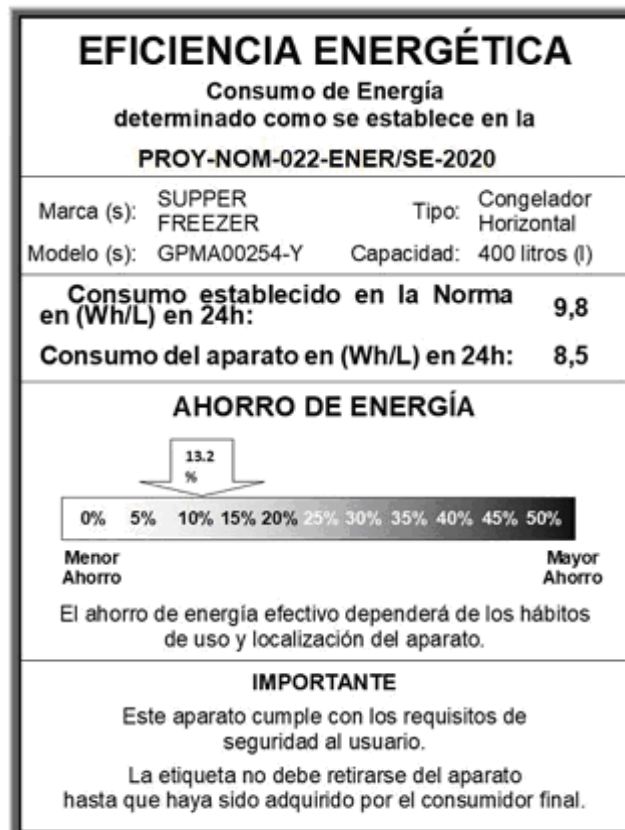 EFICIENCIA ENERGÉTICA
Consumo de Energía
determinado como se establece en la
PROY-NOM-022-ENER/SE-2020
Marca (s): SUPPER FREEZER Tipo: Congelador Horizontal
Modelo (s): GPMA00254-Y Capacidad: 400 litros (l)
Consumo establecido en la Norma
en (Wh/L) en 24h: 9,8
Consumo del aparato en (Wh/L) en 24h: 8,5
AHORRO DE ENERGÍA
13.2
%
0% 5% 10% 15% 20% 25% 30% 35% 40% 45% 50%
Menor Ahorro Mayor Ahorro
El ahorro de energía efectivo dependerá de los hábitos
de uso y localización del aparato.
IMPORTANTE
Este aparato cumple con los requisitos de
seguridad al usuario.
La etiqueta no debe retirarse del aparato
hasta que haya sido adquirido por el consumidor final.